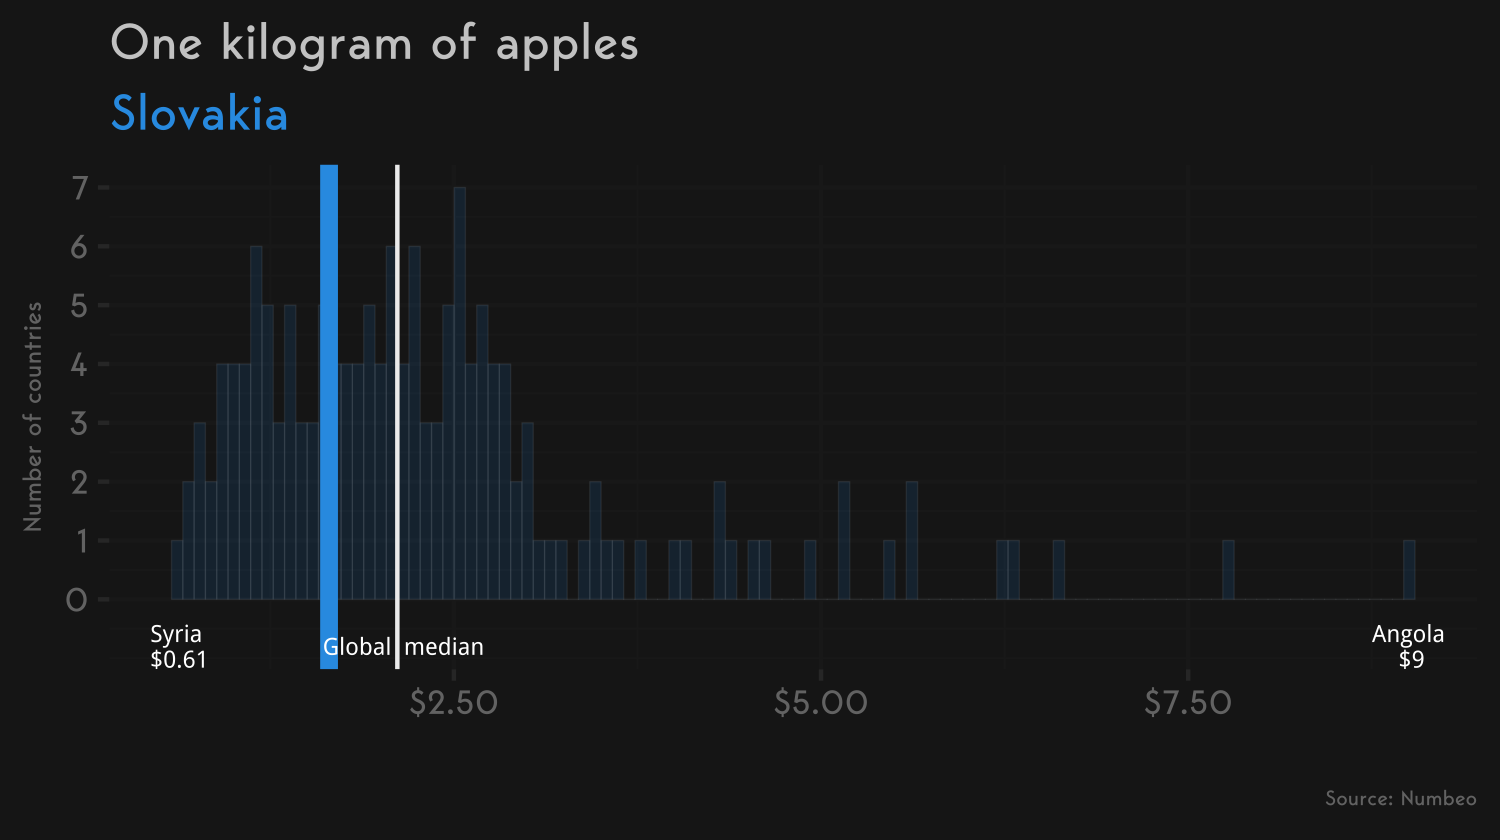 One kilogram of apples
Slovakia
Number of countries
7
6
5
4
3
2
1
0
Syria
$0.61
Global median
Angola
$9
$2.50
$5.00
$7.50
Source: Numbeo